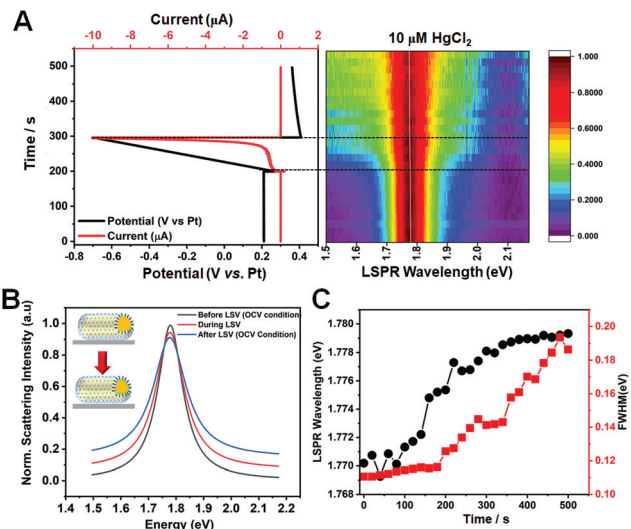 A
Current (μA)
-10 -8 -6 -4 -2 0 2
10 μM HgCl₂
Time / s
500
400
300
200
100
0
Potential (V vs Pt)
Current (μA)
-0.8 -0.6 -0.4 -0.2 0.0 0.2 0.4
Potential (V vs. Pt)
1.5 1.6 1.7 1.8 1.9 2.0 2.1
LSPR Wavelength (eV)
1.000
0.8000
0.6000
0.4000
0.2000
0.000
B
Norm. Scattering Intensity (a.u)
1.0
0.8
0.6
0.4
0.2
0.0
Before LSV (OCV condition)
During LSV
After LSV (OCV Condition)
1.5 1.6 1.7 1.8 1.9 2.0 2.1 2.2
Energy (eV)
C
LSPR Wavelength (eV)
1.780
1.778
1.776
1.774
1.772
1.770
1.768
0 100 200 300 400 500
Time / s
0.20
0.18
0.16
0.14
0.12
0.10
FWHM(eV)